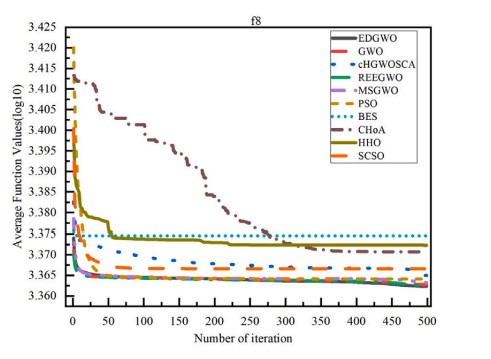 f8
3.425
3.420
3.415
3.410
3.405
3.400
3.395
3.390
3.385
3.380
3.375
3.370
3.365
3.360
Average Function Values(log10)
EDGWO
GWO
cHGWOSCA
REEGWO
MSGWO
PSO
BES
CHoA
HHO
SCSO
0 25 50 100 150 200 250 300 350 400 450 500
Number of iteration